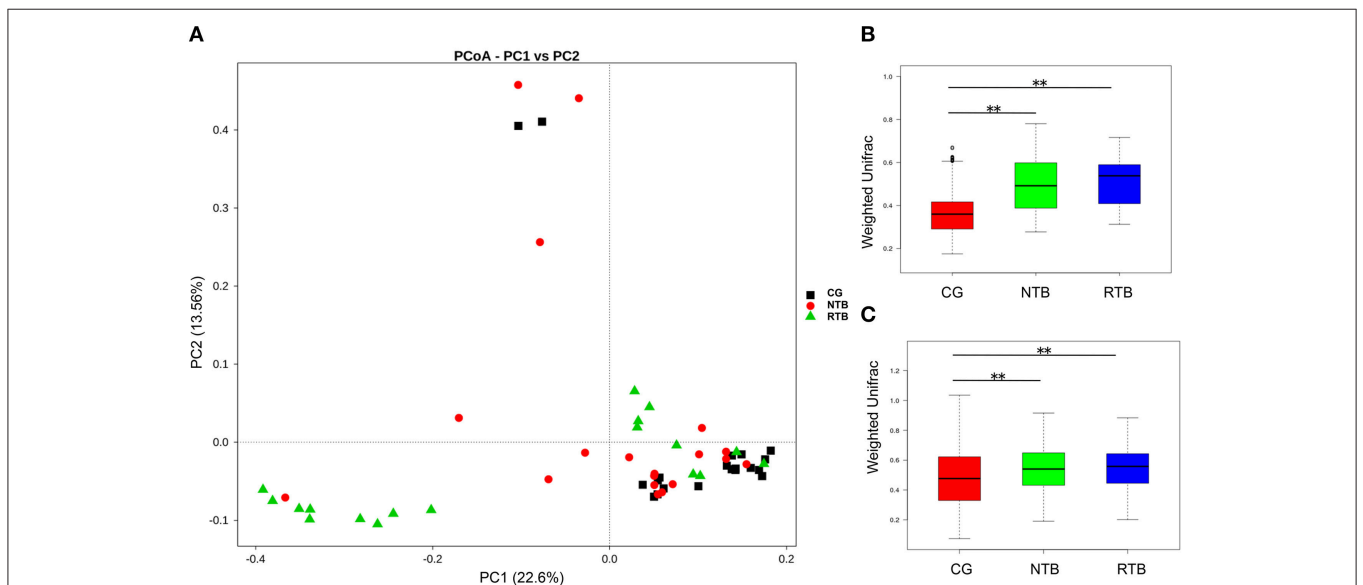 A
PCoA - PC1 vs PC2
PC2 (13.56%)
0.4
0.3
0.2
0.1
0.0
-0.1
-0.4
-0.2
0.0
0.2
PC1 (22.6%)
CG
NTB
RTB
B
Weighted Unifrac
1.0
0.8
0.6
0.4
0.2
**
**
CG NTB RTB
C
Weighted Unifrac
1.2
1.0
0.8
0.6
0.4
0.2
**
**
CG NTB RTB